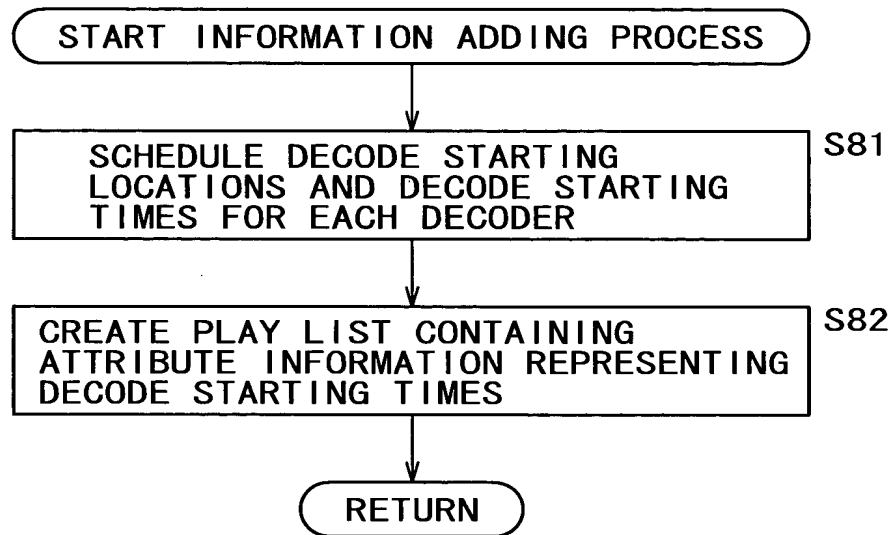 START INFORMATION ADDING PROCESS
SCHEDULE DECODE STARTING
LOCATIONS AND DECODE STARTING
TIMES FOR EACH DECODER
S81
CREATE PLAY LIST CONTAINING
ATTRIBUTE INFORMATION REPRESENTING
DECODE STARTING TIMES
S82
RETURN